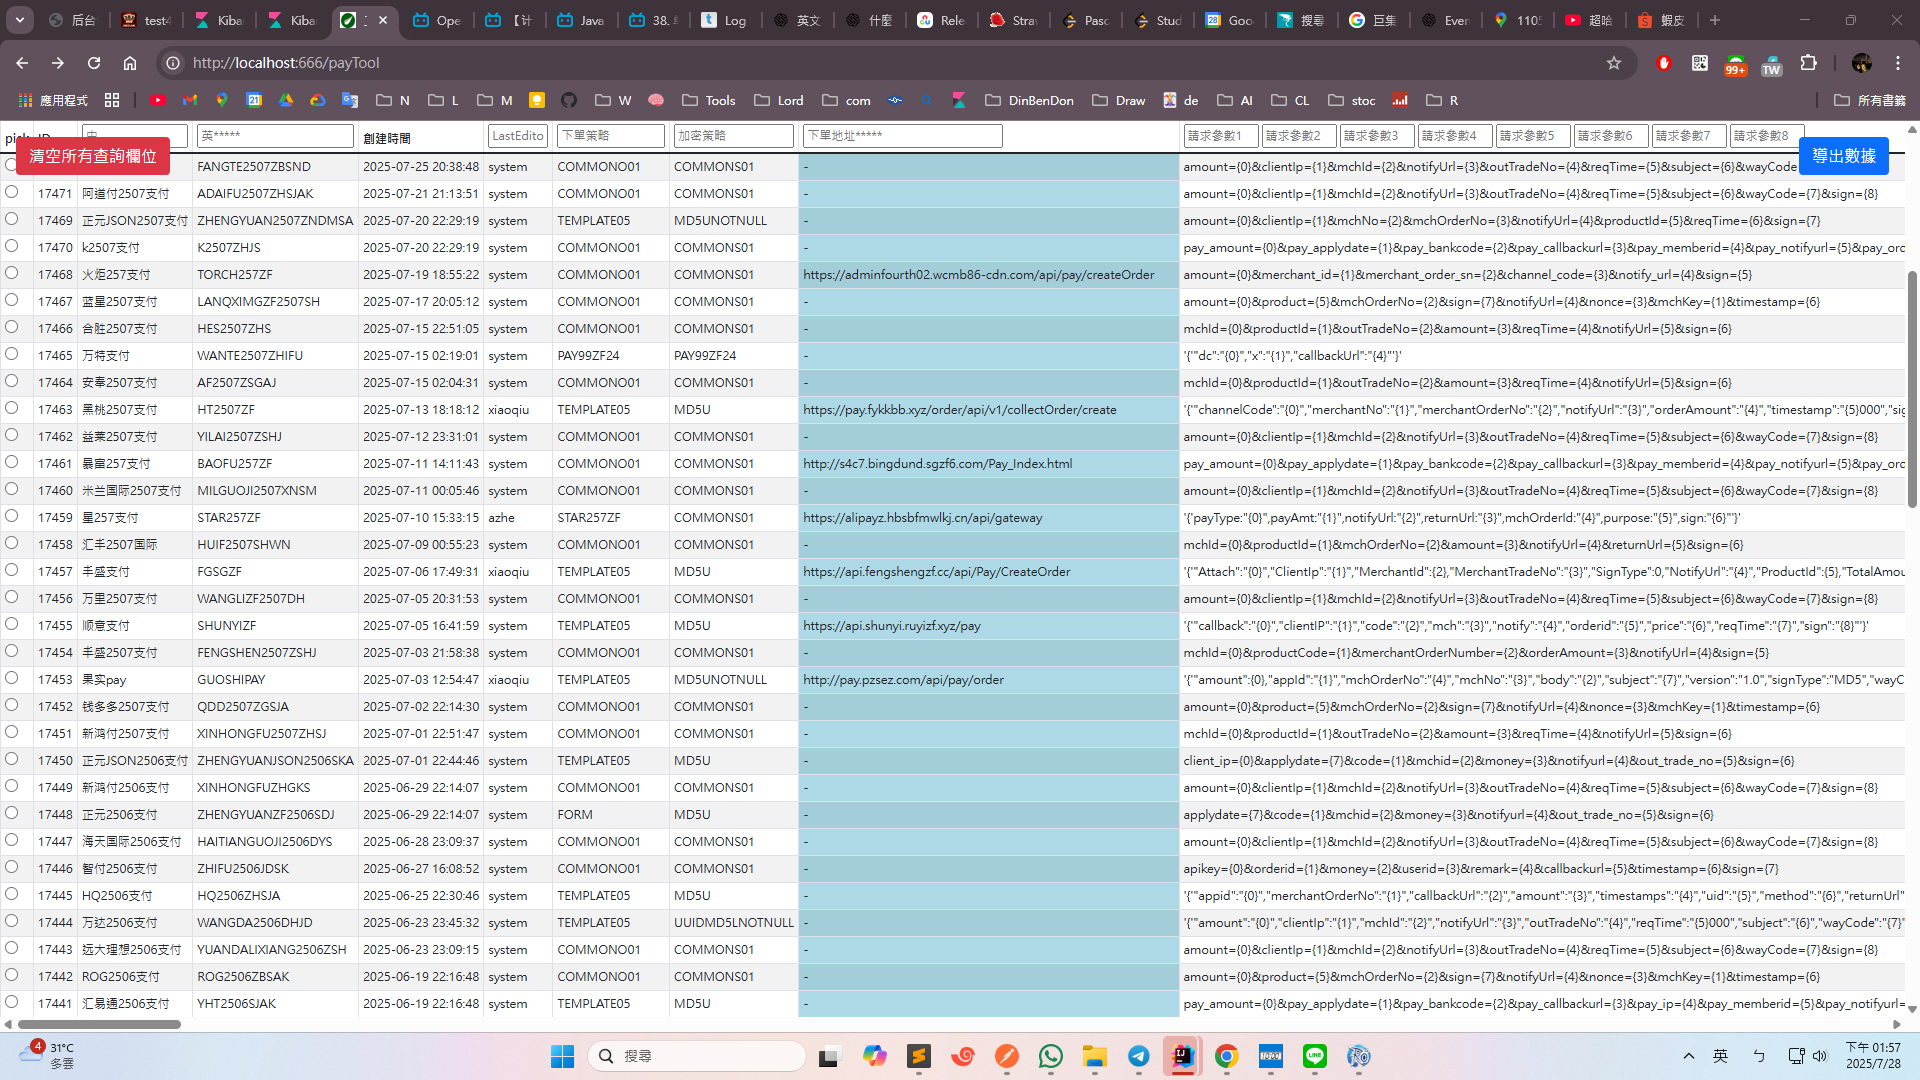 后台
test4
Kiba
Kiba
Ope
【计
Java
38.
Log
英文
什麼
Rele
Stra
Pasc
Stud
Goo
搜尋
巨集
Even
1105
超哈
蝦皮
http://localhost:666/payTool
99+
TW
應用程式
N
L
M
W
Tools
Lord
com
DinBenDon
Draw
de
AI
CL
stoc
R
所有書籤
pick ID 英***** 創建時間 LastEdito 下單策略 加密策略 下單地址***** 請求參數1 請求參數2 請求參數3 請求參數4 請求參數5 請求參數6 請求參數7 請求參數8
清空所有查詢欄位
導出數據
FANGTE2507ZBSND 2025-07-25 20:38:48 system COMMONO01 COMMONS01 - amount={0}&clientIp={1}&mchId={2}&notifyUrl={3}&outTradeNo={4}&reqTime={5}&subject={6}&wayCode
17471 阿道付2507支付 ADAIFU2507ZHSJAK 2025-07-21 21:13:51 system COMMONO01 COMMONS01 - amount={0}&clientIp={1}&mchId={2}&notifyUrl={3}&outTradeNo={4}&reqTime={5}&subject={6}&wayCode={7}&sign={8}
17469 正元JSON2507支付 ZHENGYUAN2507ZNDMSA 2025-07-20 22:29:19 system TEMPLATE05 MD5UNOTNULL - amount={0}&clientIp={1}&mchNo={2}&mchOrderNo={3}&notifyUrl={4}&productId={5}&reqTime={6}&sign={7}
17470 k2507支付 K2507ZHJS 2025-07-20 22:29:19 system COMMONO01 COMMONS01 - pay_amount={0}&pay_applydate={1}&pay_bankcode={2}&pay_callbackurl={3}&pay_memberid={4}&pay_notifyurl={5}&pay_orc
17468 火炬257支付 TORCH257ZF 2025-07-19 18:55:22 system COMMONO01 COMMONS01 https://adminfourth02.wcmb86-cdn.com/api/pay/createOrder amount={0}&merchant_id={1}&merchant_order_sn={2}&channel_code={3}&notify_url={4}&sign={5}
17467 蓝星2507支付 LANQXIMGZF2507SH 2025-07-17 20:05:12 system COMMONO01 COMMONS01 - amount={0}&product={5}&mchOrderNo={2}&sign={7}&notifyUrl={4}&nonce={3}&mchKey={1}&timestamp={6}
17466 合胜2507支付 HES2507ZHS 2025-07-15 22:51:05 system COMMONO01 COMMONS01 - mchId={0}&productId={1}&outTradeNo={2}&amount={3}&reqTime={4}&notifyUrl={5}&sign={6}
17465 万特支付 WANTE2507ZHIFU 2025-07-15 02:19:01 system PAY99ZF24 PAY99ZF24 - '{'"dc":"{0}","x":"{1}","callbackUrl":"{4}"'}'
17464 安奉2507支付 AF2507ZSGAJ 2025-07-15 02:04:31 system COMMONO01 COMMONS01 - mchId={0}&productId={1}&outTradeNo={2}&amount={3}&reqTime={4}&notifyUrl={5}&sign={6}
17463 黑桃2507支付 HT2507ZF 2025-07-13 18:18:12 xiaoqiu TEMPLATE05 MD5U https://pay.fykkbb.xyz/order/api/v1/collectOrder/create '{'"channelCode":"{0}","merchantNo":"{1}","merchantOrderNo":"{2}","notifyUrl":"{3}","orderAmount":"{4}","timestamp":"{5}000","sig
17462 益莱2507支付 YILAI2507ZSHJ 2025-07-12 23:31:01 system COMMONO01 COMMONS01 - amount={0}&clientIp={1}&mchId={2}&notifyUrl={3}&outTradeNo={4}&reqTime={5}&subject={6}&wayCode={7}&sign={8}
17461 暴富257支付 BAOFU257ZF 2025-07-11 14:11:43 system COMMONO01 COMMONS01 http://s4c7.bingdund.sgzf6.com/Pay_Index.html pay_amount={0}&pay_applydate={1}&pay_bankcode={2}&pay_callbackurl={3}&pay_memberid={4}&pay_notifyurl={5}&pay_orc
17460 米兰国际2507支付 MILGUOJI2507XNSM 2025-07-11 00:05:46 system COMMONO01 COMMONS01 - amount={0}&clientIp={1}&mchId={2}&notifyUrl={3}&outTradeNo={4}&reqTime={5}&subject={6}&wayCode={7}&sign={8}
17459 星257支付 STAR257ZF 2025-07-10 15:33:15 azhe STAR257ZF COMMONS01 https://alipayz.hbsbfmwlkj.cn/api/gateway '{'payType:"{0}",payAmt:"{1}",notifyUrl:"{2}",returnUrl:"{3}",mchOrderId:"{4}",purpose:"{5}",sign:"{6}"'}'
17458 汇丰2507国际 HUIF2507SHWN 2025-07-09 00:55:23 system COMMONO01 COMMONS01 - mchId={0}&productId={1}&mchOrderNo={2}&amount={3}&notifyUrl={4}&returnUrl={5}&sign={6}
17457 丰盛支付 FGSGZF 2025-07-06 17:49:31 xiaoqiu TEMPLATE05 MD5U https://api.fengshengzf.cc/api/Pay/CreateOrder '{'"Attach":"{0}","ClientIp":"{1}","MerchantId":{2},"MerchantTradeNo":"{3}","SignType":0,"NotifyUrl":"{4}","ProductId":{5},"TotalAmou
17456 万里2507支付 WANGLIZF2507DH 2025-07-05 20:31:53 system COMMONO01 COMMONS01 - amount={0}&clientIp={1}&mchId={2}&notifyUrl={3}&outTradeNo={4}&reqTime={5}&subject={6}&wayCode={7}&sign={8}
17455 顺意支付 SHUNYIZF 2025-07-05 16:41:59 system TEMPLATE05 MD5U https://api.shunyi.ruyizf.xyz/pay '{'"callback":"{0}","clientIP":"{1}","code":"{2}","mch":"{3}","notify":"{4}","orderid":"{5}","price":"{6}","reqTime":"{7}","sign":"{8}"'}'
17454 丰盛2507支付 FENGSHEN2507ZSHJ 2025-07-03 21:58:38 system COMMONO01 COMMONS01 - mchId={0}&productCode={1}&merchantOrderNumber={2}&orderAmount={3}&notifyUrl={4}&sign={5}
17453 果实pay GUOSHIPAY 2025-07-03 12:54:47 xiaoqiu TEMPLATE05 MD5UNOTNULL http://pay.pzsez.com/api/pay/order '{'"amount":{0},"appId":"{1}","mchOrderNo":"{4}","mchNo":"{3}","body":"{2}","subject":"{7}","version":"1.0","signType":"MD5","wayC
17452 钱多多2507支付 QDD2507ZGSJA 2025-07-02 22:14:30 system COMMONO01 COMMONS01 - amount={0}&product={5}&mchOrderNo={2}&sign={7}&notifyUrl={4}&nonce={3}&mchKey={1}&timestamp={6}
17451 新鸿付2507支付 XINHONGFU2507ZHSJ 2025-07-01 22:51:47 system COMMONO01 COMMONS01 - mchId={0}&productId={1}&outTradeNo={2}&amount={3}&reqTime={4}&notifyUrl={5}&sign={6}
17450 正元JSON2506支付 ZHENGYUANJSON2506SKA 2025-07-01 22:44:46 system TEMPLATE05 MD5U - client_ip={0}&applydate={7}&code={1}&mchid={2}&money={3}&notifyurl={4}&out_trade_no={5}&sign={6}
17449 新鸿付2506支付 XINHONGFUZHGKS 2025-06-29 22:14:07 system COMMONO01 COMMONS01 - amount={0}&clientIp={1}&mchId={2}&notifyUrl={3}&outTradeNo={4}&reqTime={5}&subject={6}&wayCode={7}&sign={8}
17448 正元2506支付 ZHENGYUANZF2506SDJ 2025-06-29 22:14:07 system FORM MD5U - applydate={7}&code={1}&mchid={2}&money={3}&notifyurl={4}&out_trade_no={5}&sign={6}
17447 海天国际2506支付 HAITIANGUOJI2506DYS 2025-06-28 23:09:37 system COMMONO01 COMMONS01 - amount={0}&clientIp={1}&mchId={2}&notifyUrl={3}&outTradeNo={4}&reqTime={5}&subject={6}&wayCode={7}&sign={8}
17446 智付2506支付 ZHIFU2506JDSK 2025-06-27 16:08:52 system COMMONO01 COMMONS01 - apikey={0}&orderid={1}&money={2}&userid={3}&remark={4}&callbackurl={5}&timestamp={6}&sign={7}
17445 HQ2506支付 HQ2506ZHSJA 2025-06-25 22:30:46 system TEMPLATE05 MD5U - '{'"appid":"{0}","merchantOrderNo":"{1}","callbackUrl":"{2}","amount":"{3}","timestamps":"{4}","uid":"{5}","method":"{6}","returnUrl"
17444 万达2506支付 WANGDA2506DHJD 2025-06-23 23:45:32 system TEMPLATE05 UUIDMD5LNOTNULL - '{'"amount":"{0}","clientIp":"{1}","mchId":"{2}","notifyUrl":"{3}","outTradeNo":"{4}","reqTime":"{5}000","subject":"{6}","wayCode":"{7}"
17443 远大理想2506支付 YUANDALIXIANG2506ZSH 2025-06-23 23:09:15 system COMMONO01 COMMONS01 - amount={0}&clientIp={1}&mchId={2}&notifyUrl={3}&outTradeNo={4}&reqTime={5}&subject={6}&wayCode={7}&sign={8}
17442 ROG2506支付 ROG2506ZBSAK 2025-06-19 22:16:48 system COMMONO01 COMMONS01 - amount={0}&product={5}&mchOrderNo={2}&sign={7}&notifyUrl={4}&nonce={3}&mchKey={1}&timestamp={6}
17441 汇易通2506支付 YHT2506SJAK 2025-06-19 22:16:48 system TEMPLATE05 MD5U - pay_amount={0}&pay_applydate={1}&pay_bankcode={2}&pay_callbackurl={3}&pay_ip={4}&pay_memberid={5}&pay_notifyurl=
4
31°C
多雲
搜尋
英
ㄅ
下午 01:57
2025/7/28